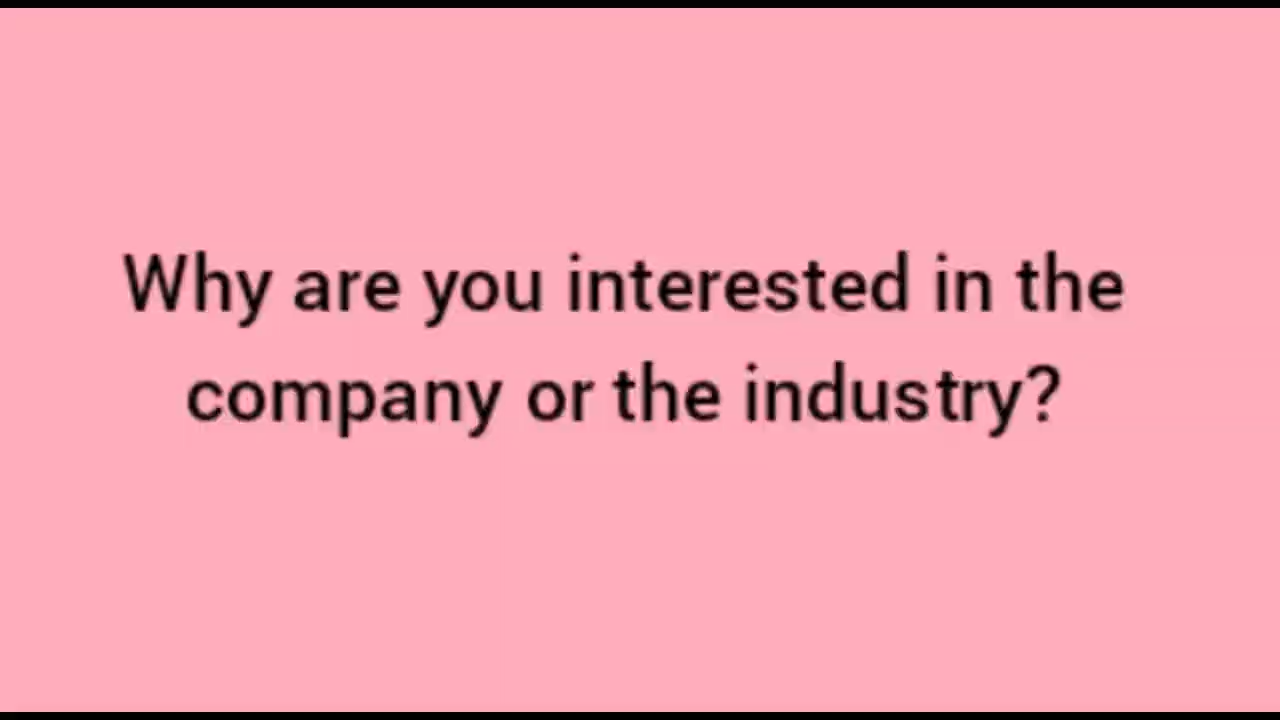 Why are you interested in the
company or the industry?